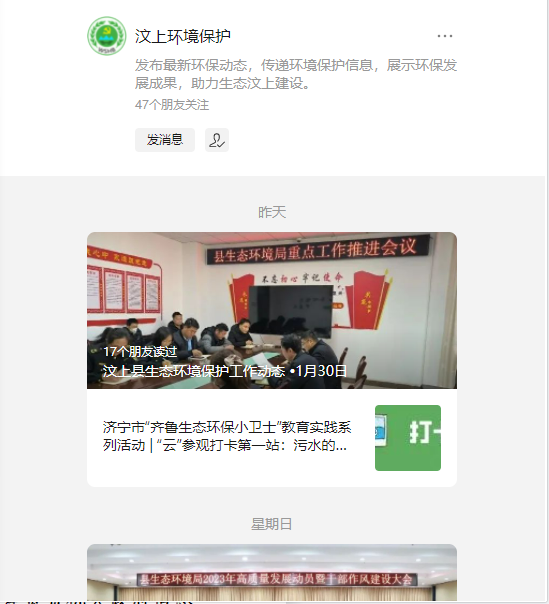 汶上环境保护
发布最新环保动态，传递环境保护信息，展示环保发
展成果，助力生态汶上建设。
47个朋友关注
发消息
昨天
县生态环境局重点工作推进会议
不忘初心 牢记使命
17个朋友读过
汶上县生态环境保护工作动态 •1月30日
济宁市“齐鲁生态环保小卫士”教育实践系
列活动 | “云”参观打卡第一站：污水的...
打卡
星期日
县生态环境局2023年高质量发展动员暨干部作风建设大会